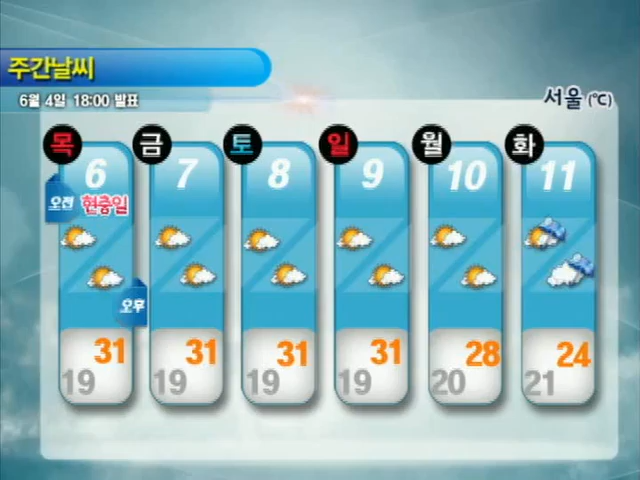 주간날씨
6월 4일 18:00 발표
서울 (℃)
목 금 토 일 월 화
6 7 8 9 10 11
오전 현충일
오후
31 31 31 31 28 24
19 19 19 19 20 21